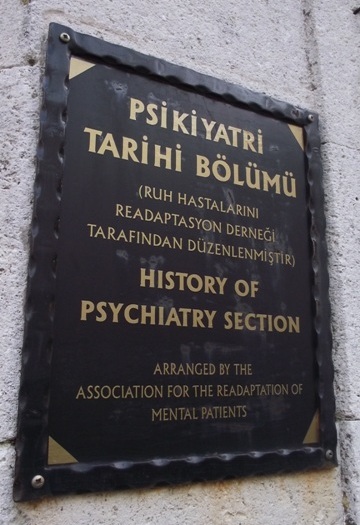 PSİKİYATRİ
TARİHİ BÖLÜMÜ
(RUH HASTALARINI
READAPTASYON DERNEĞİ
TARAFINDAN DÜZENLENMİŞTİR)
HISTORY OF
PSYCHIATRY SECTION
ARRANGED BY THE
ASSOCIATION FOR THE READAPTATION OF
MENTAL PATIENTS